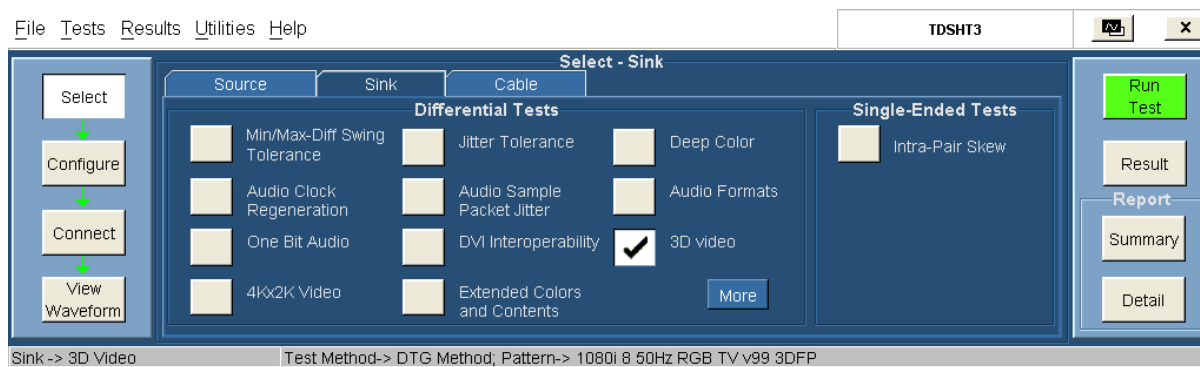 File Tests Results Utilities Help
TDSHT3
x
Select - Sink
Source Sink Cable
Select
Configure
Connect
View
Waveform
Differential Tests
Min/Max-Diff Swing
Tolerance
Jitter Tolerance
Deep Color
Audio Clock
Regeneration
Audio Sample
Packet Jitter
Audio Formats
One Bit Audio
DVI Interoperability
3D video
4Kx2K Video
Extended Colors
and Contents
More
Single-Ended Tests
Intra-Pair Skew
Run
Test
Result
Report
Summary
Detail
Sink -> 3D Video
Test Method-> DTG Method; Pattern-> 1080i 8 50Hz RGB TV v99 3DFP